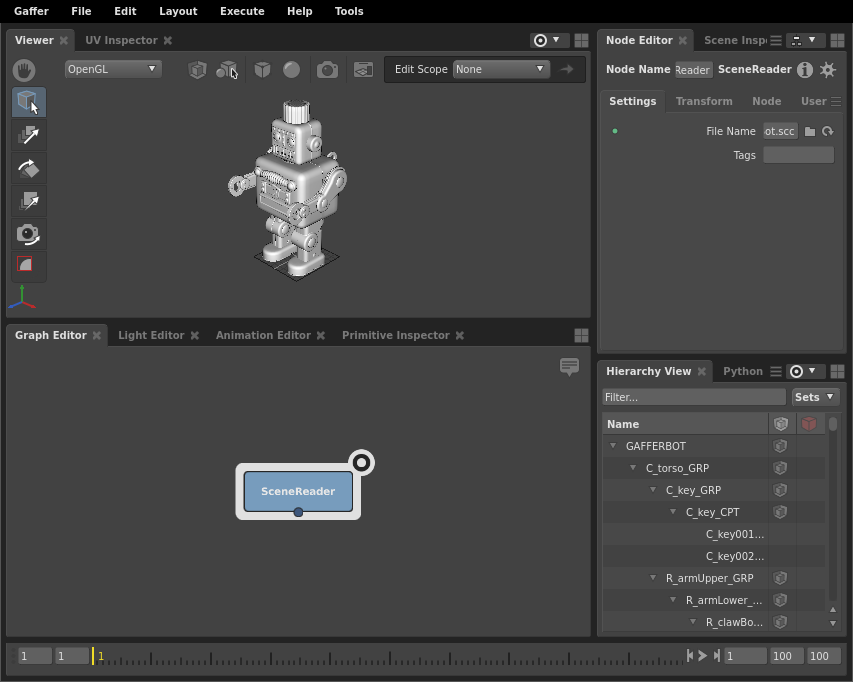 Gaffer File Edit Layout Execute Help Tools
Viewer UV Inspector
OpenGL
Edit Scope None
Node Editor Scene Insp
Node Name Reader SceneReader
Settings Transform Node User
File Name ot.scc
Tags
Graph Editor Light Editor Animation Editor Primitive Inspector
SceneReader
Hierarchy View Python
Filter... Sets
Name
GAFFERBOT
C_torso_GRP
C_key_GRP
C_key_CPT
C_key001...
C_key002...
R_armUpper_GRP
R_armLower_...
R_clawBo...
1 1 1 1 100 100